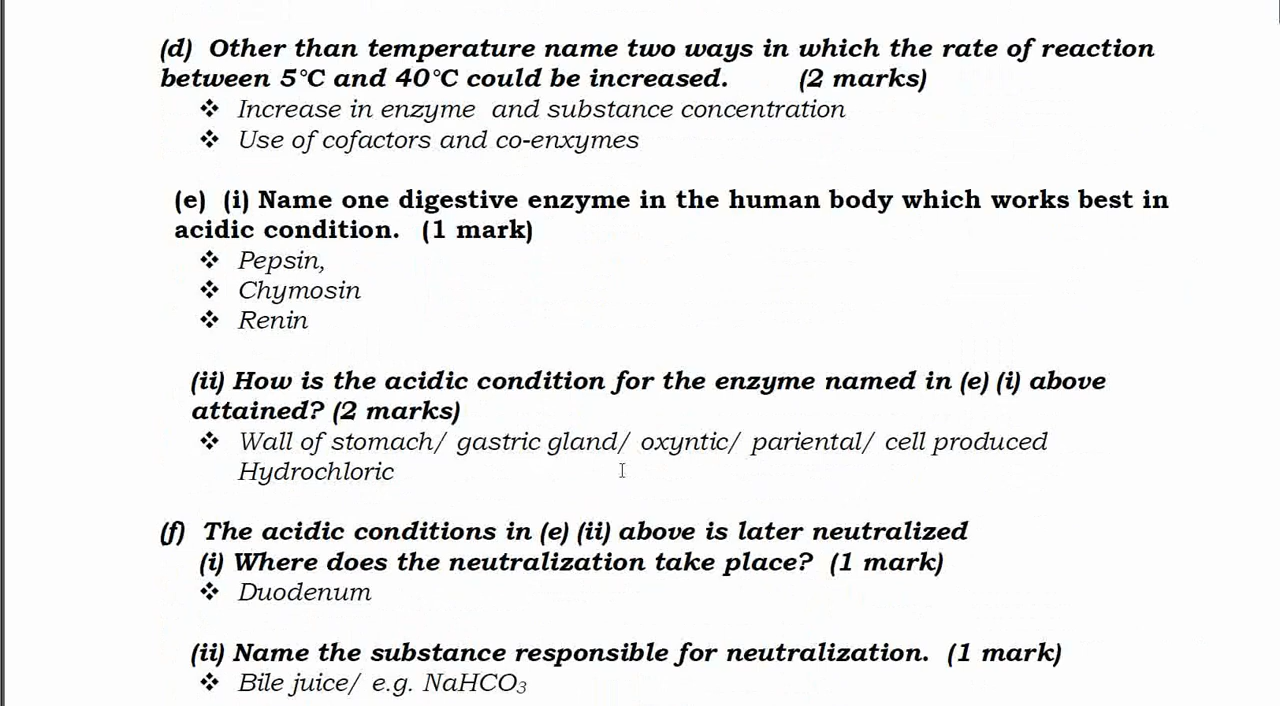 (d) Other than temperature name two ways in which the rate of reaction
between 5°C and 40°C could be increased. (2 marks)
❖ Increase in enzyme and substance concentration
❖ Use of cofactors and co-enxymes
(e) (i) Name one digestive enzyme in the human body which works best in
acidic condition. (1 mark)
❖ Pepsin,
❖ Chymosin
❖ Renin
(ii) How is the acidic condition for the enzyme named in (e) (i) above
attained? (2 marks)
❖ Wall of stomach/ gastric gland/ oxyntic/ pariental/ cell produced
Hydrochloric
(f) The acidic conditions in (e) (ii) above is later neutralized
(i) Where does the neutralization take place? (1 mark)
❖ Duodenum
(ii) Name the substance responsible for neutralization. (1 mark)
❖ Bile juice/ e.g. NaHCO₃